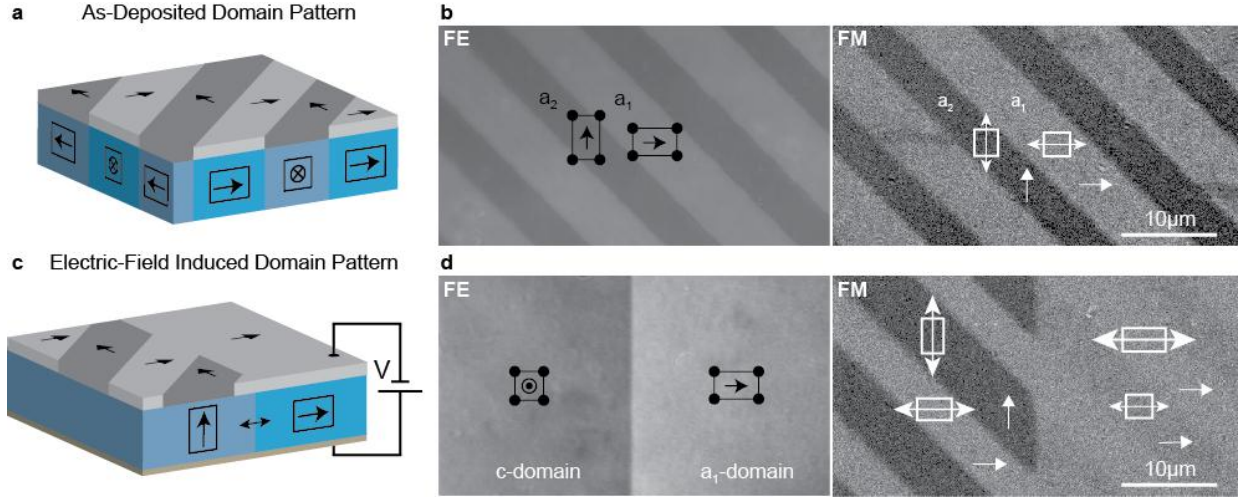 a As-Deposited Domain Pattern
b
FE
a₂ a₁
FM
a₂ a₁
10µm
c Electric-Field Induced Domain Pattern
V
d
FE
c-domain
a₁-domain
FM
10µm